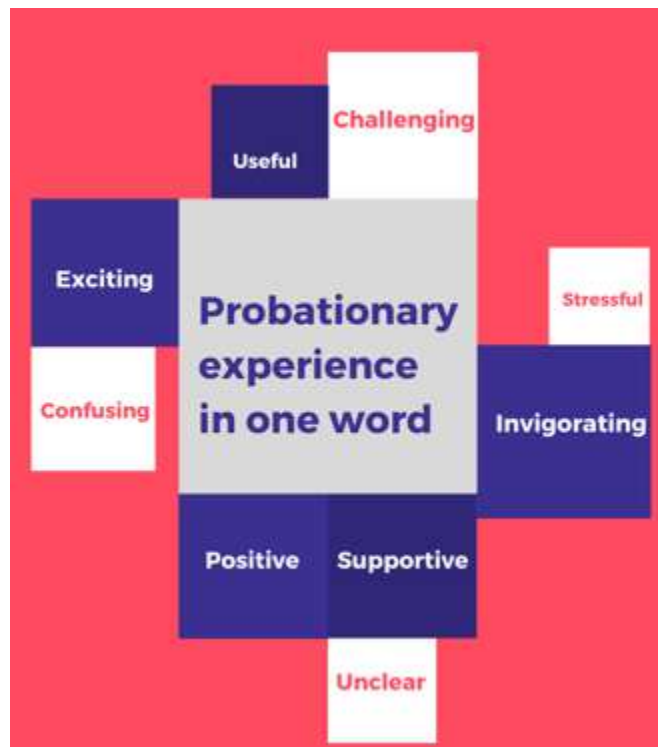 Challenging
Useful
Exciting
Stressful
Probationary
experience
in one word
Confusing
Invigorating
Positive
Supportive
Unclear